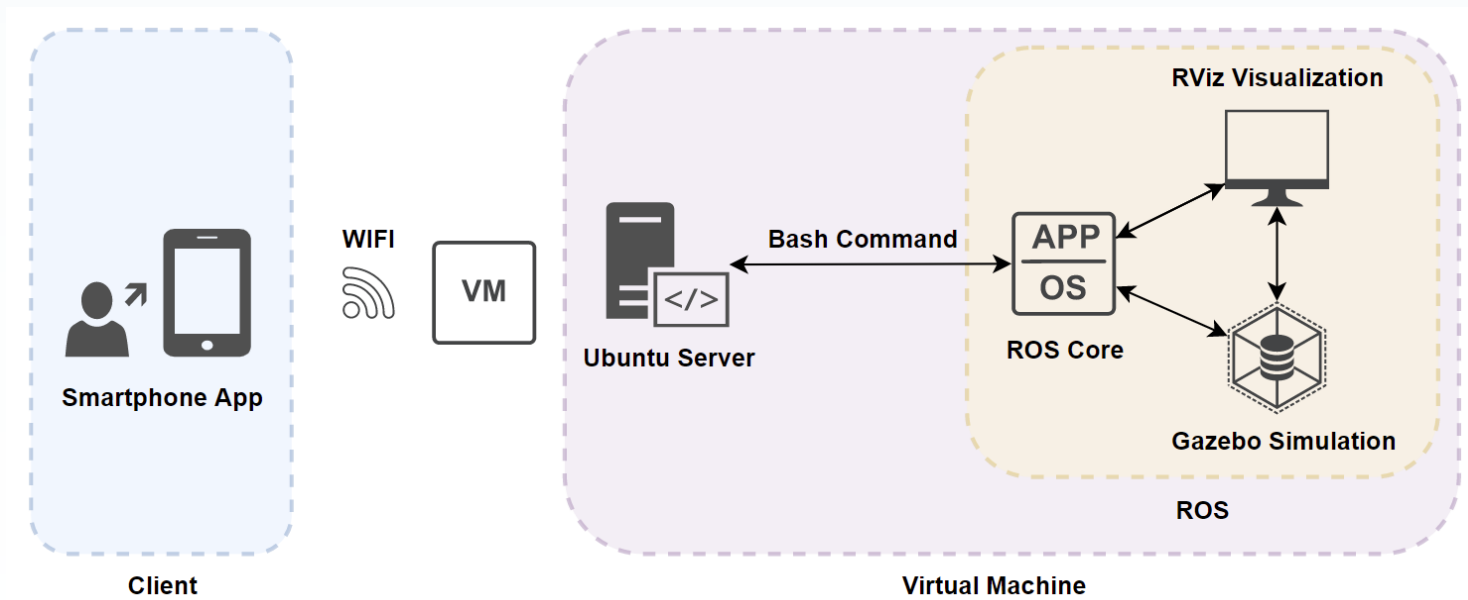 RViz Visualization
WIFI
Bash Command
APP
OS
VM
</>
Ubuntu Server
ROS Core
Smartphone App
Gazebo Simulation
ROS
Client
Virtual Machine